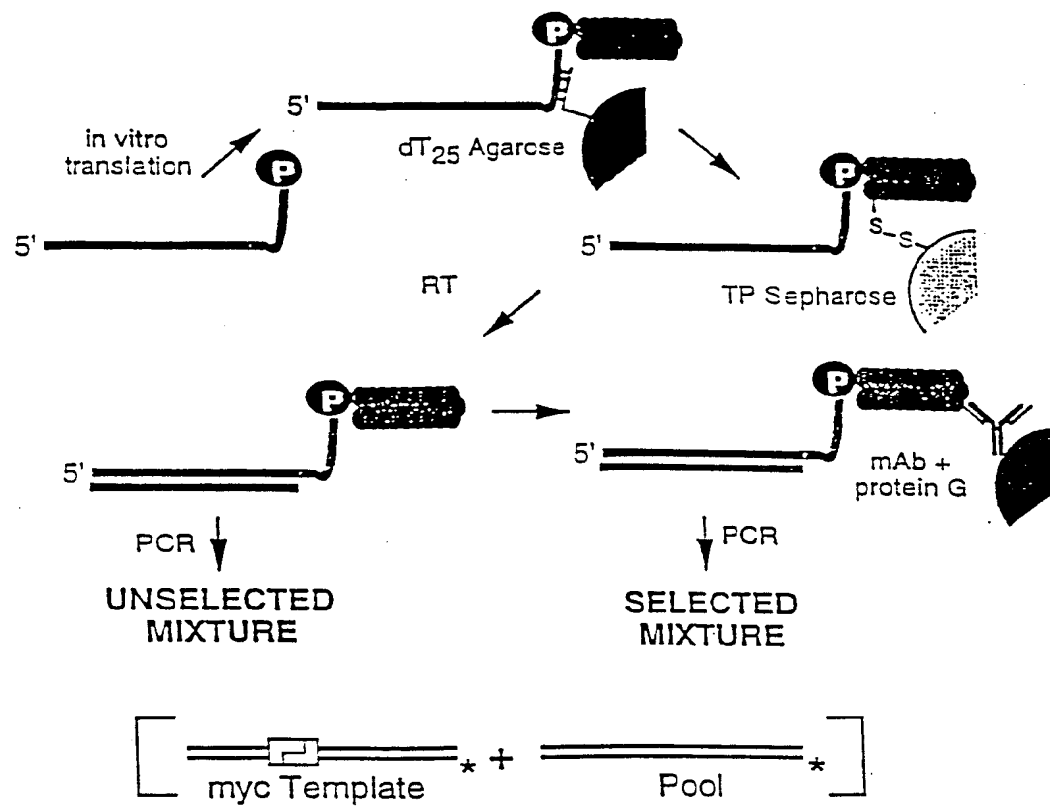 P
5'
in vitro
translation
dT25 Agarose
P
P
5'
S
S
5'
RT
TP Sepharose
P
P
5'
5'
mAb +
protein G
PCR
PCR
UNSELECTED
MIXTURE
SELECTED
MIXTURE
* + *
myc Template
Pool